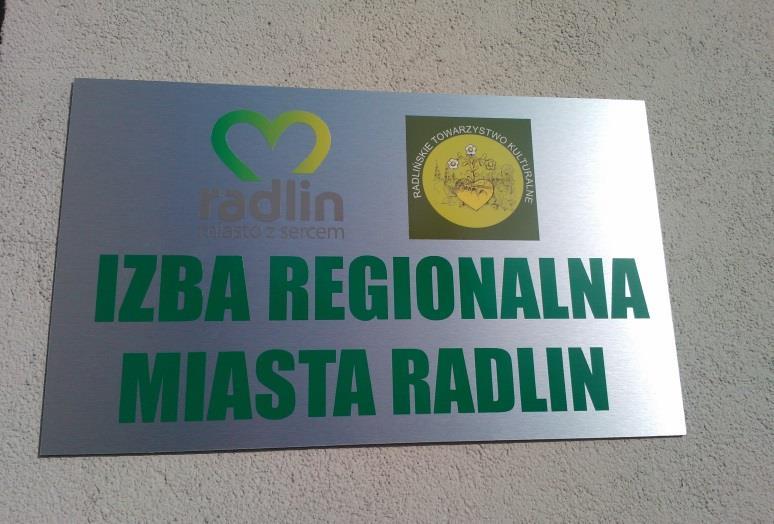 radlin
miasto z sercem
RADLIŃSKIE TOWARZYSTWO KULTURALNE
IZBA REGIONALNA
MIASTA RADLIN